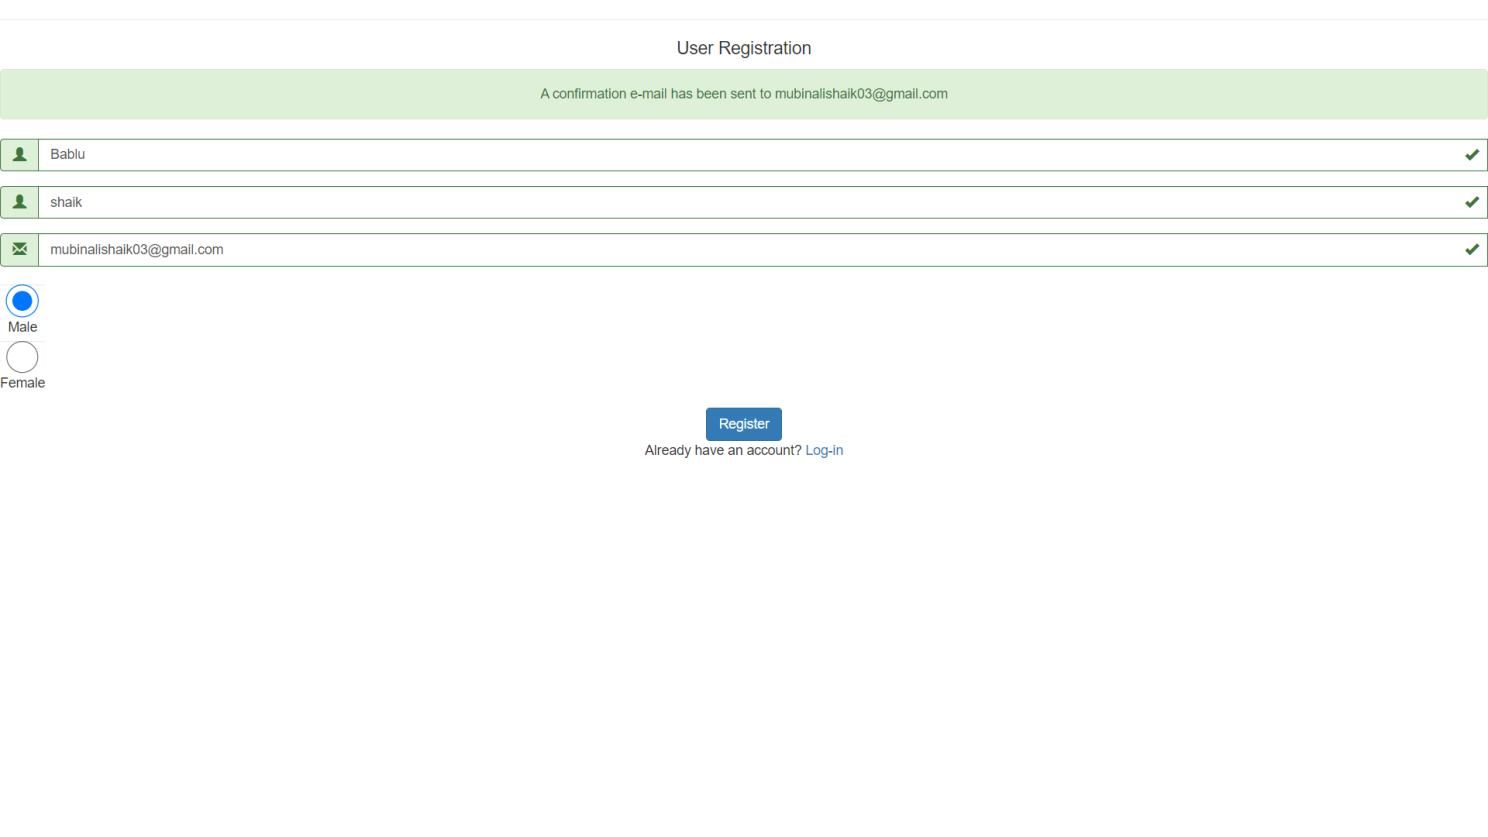 User Registration
A confirmation e-mail has been sent to mubinalishaik03@gmail.com
Bablu
shaik
mubinalishaik03@gmail.com
Male
Female
Register
Already have an account? Log-in